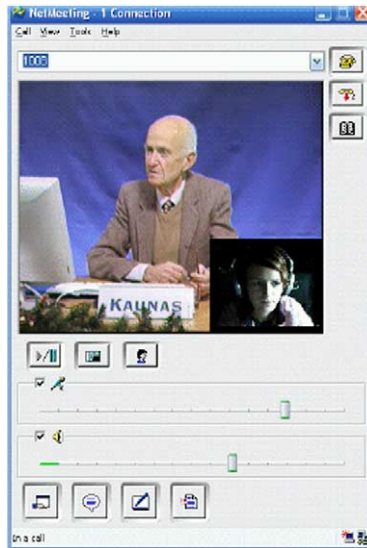 NetMeeting - 1 Connection
Call View Tools Help
1005
KAUNAS
In a call